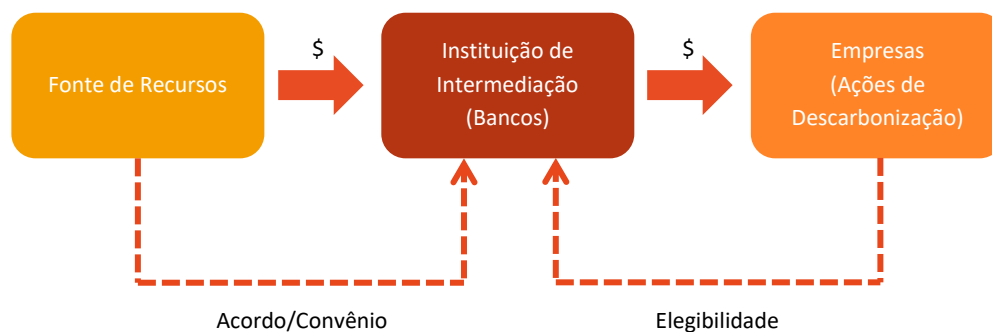 Fonte de Recursos
$
Instituição de
Intermediação
(Bancos)
$
Empresas
(Ações de
Descarbonização)
Acordo/Convênio
Elegibilidade